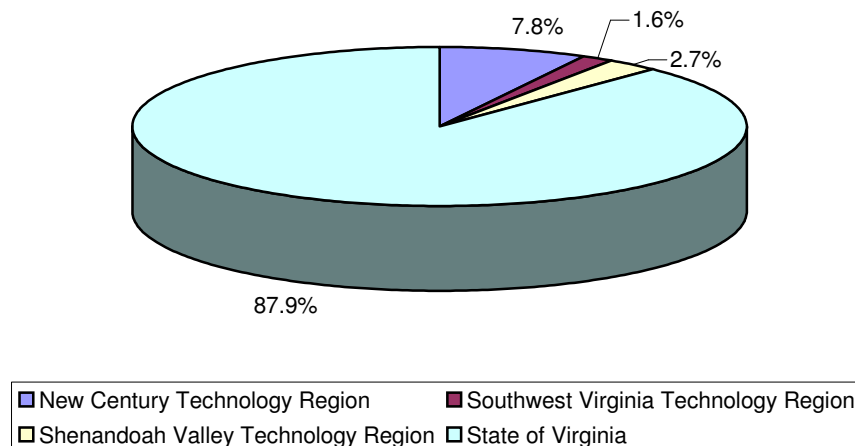 7.8%
1.6%
2.7%
87.9%
New Century Technology Region
Southwest Virginia Technology Region
Shenandoah Valley Technology Region
State of Virginia